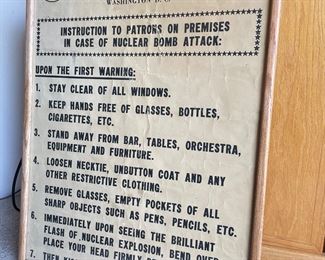 WASHINGTON D. C.
INSTRUCTION TO PATRONS ON PREMISES
IN CASE OF NUCLEAR BOMB ATTACK:
UPON THE FIRST WARNING:
1. STAY CLEAR OF ALL WINDOWS.
2. KEEP HANDS FREE OF GLASSES, BOTTLES,
CIGARETTES, ETC.
3. STAND AWAY FROM BAR, TABLES, ORCHESTRA,
EQUIPMENT AND FURNITURE.
4. LOOSEN NECKTIE, UNBUTTON COAT AND ANY
OTHER RESTRICTIVE CLOTHING.
5. REMOVE GLASSES, EMPTY POCKETS OF ALL
SHARP OBJECTS SUCH AS PENS, PENCILS, ETC.
6. IMMEDIATELY UPON SEEING THE BRILLIANT
FLASH OF NUCLEAR EXPLOSION, BEND OVER
PLACE YOUR HEAD FIRMLY
7. THEN